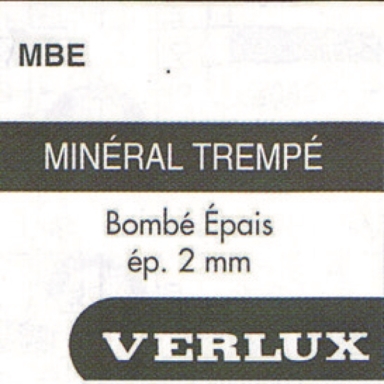 MBE
MINÉRAL TREMPÉ
Bombé Épais
ép. 2 mm
VERLUX